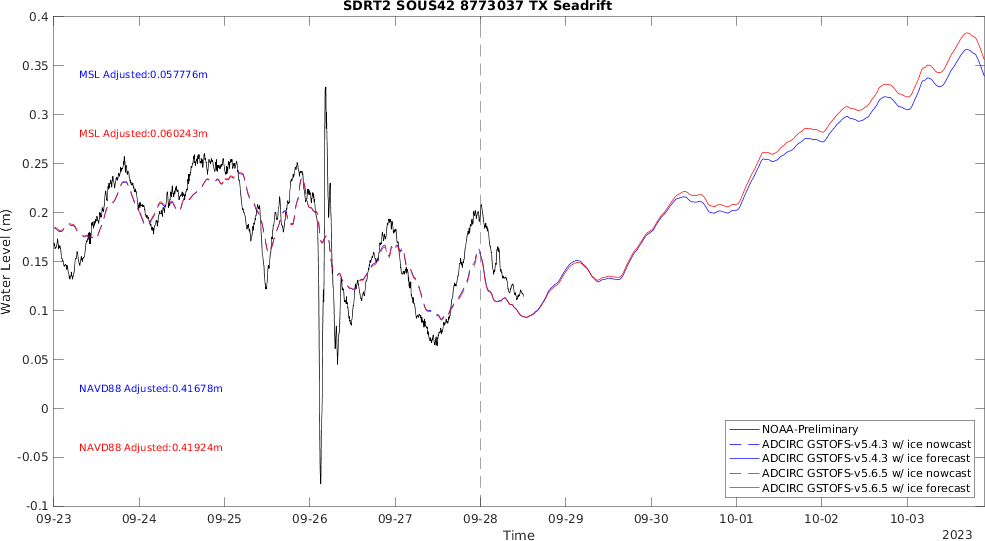 SDRT2 SOUS42 8773037 TX Seadrift
0.4
0.35
0.3
0.25
0.2
0.15
0.1
0.05
0
-0.05
-0.1
Water Level (m)
MSL Adjusted:0.057776m
MSL Adjusted:0.060243m
NAVD88 Adjusted:0.41678m
NAVD88 Adjusted:0.41924m
NOAA-Preliminary
ADCIRC GSTOFS-v5.4.3 w/ ice nowcast
ADCIRC GSTOFS-v5.4.3 w/ ice forecast
ADCIRC GSTOFS-v5.6.5 w/ ice nowcast
ADCIRC GSTOFS-v5.6.5 w/ ice forecast
09-23 09-24 09-25 09-26 09-27 09-28 09-29 09-30 10-01 10-02 10-03
Time
2023